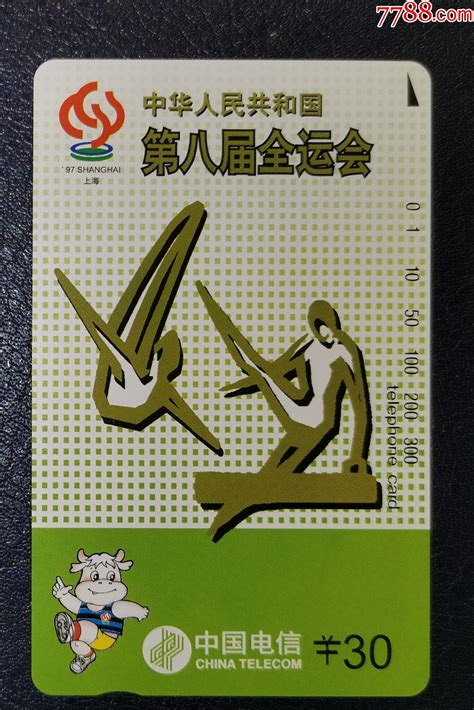 7788.com
中华人民共和国
第八届全运会
'97 SHANGHAI
上海
0 1 10 50 100 200 300
telephone card
中国电信
CHINA TELECOM
¥30